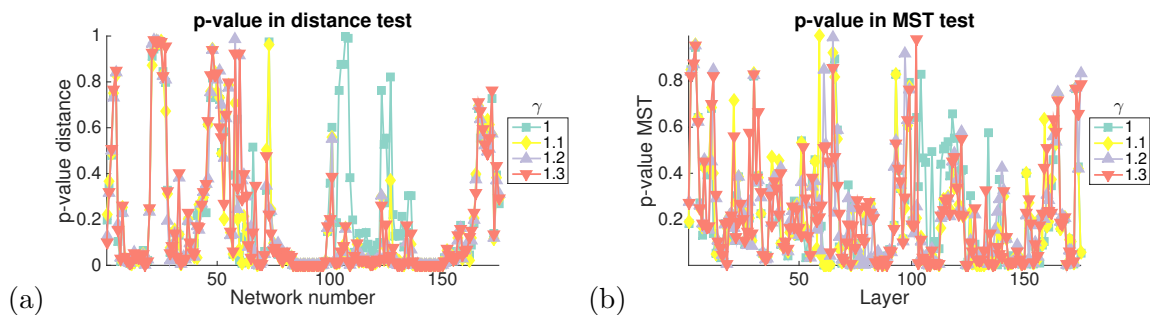 p-value in distance test
p-value distance
1
0.8
0.6
0.4
0.2
0
50
100
150
Network number
γ
1
1.1
1.2
1.3
(a)
p-value in MST test
p-value MST
0.8
0.6
0.4
0.2
50
100
150
Layer
γ
1
1.1
1.2
1.3
(b)